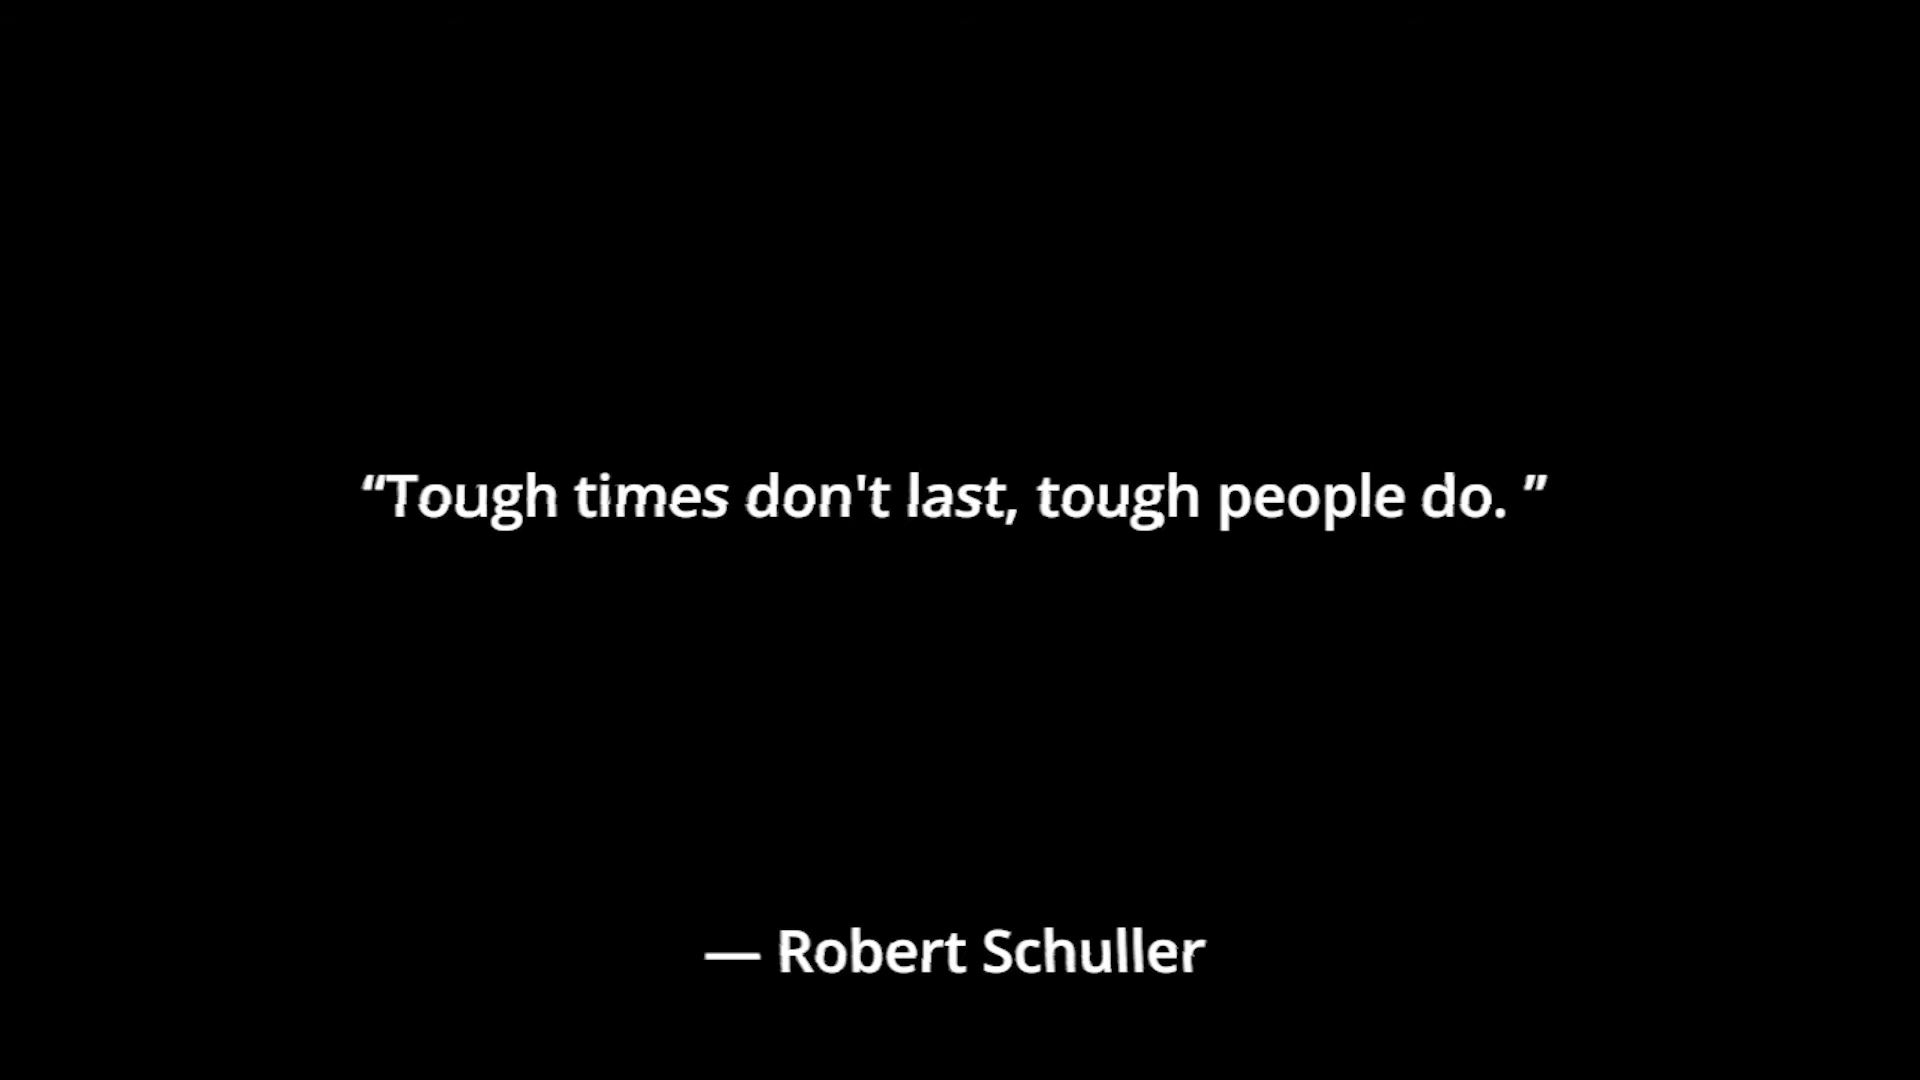 “Tough times don't last, tough people do. ”
— Robert Schuller